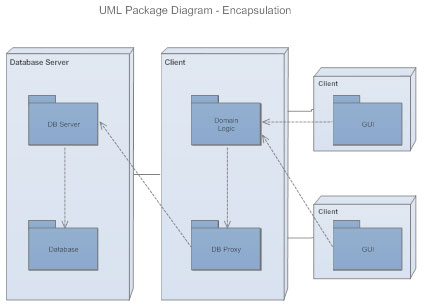 UML Package Diagram - Encapsulation
Database Server
DB Server
Database
Client
Domain
Logic
DB Proxy
Client
GUI
Client
GUI